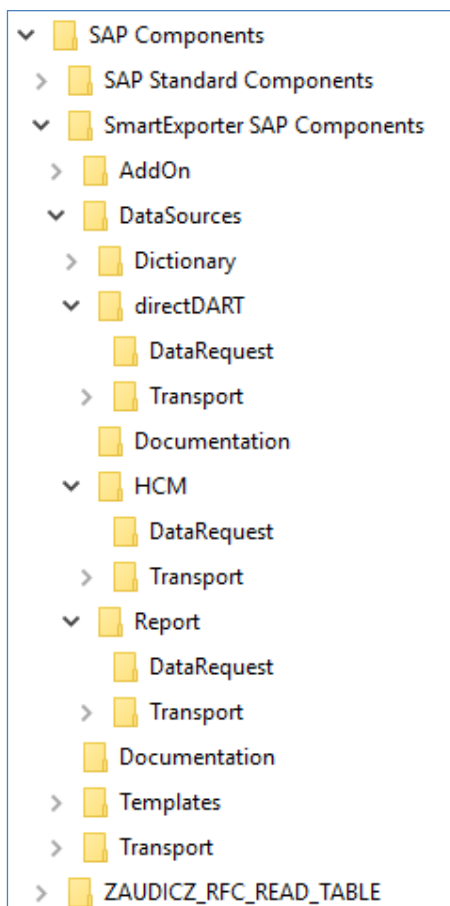 SAP Components
SAP Standard Components
SmartExporter SAP Components
AddOn
DataSources
Dictionary
directDART
DataRequest
Transport
Documentation
HCM
DataRequest
Transport
Report
DataRequest
Transport
Documentation
Templates
Transport
ZAUDICZ_RFC_READ_TABLE